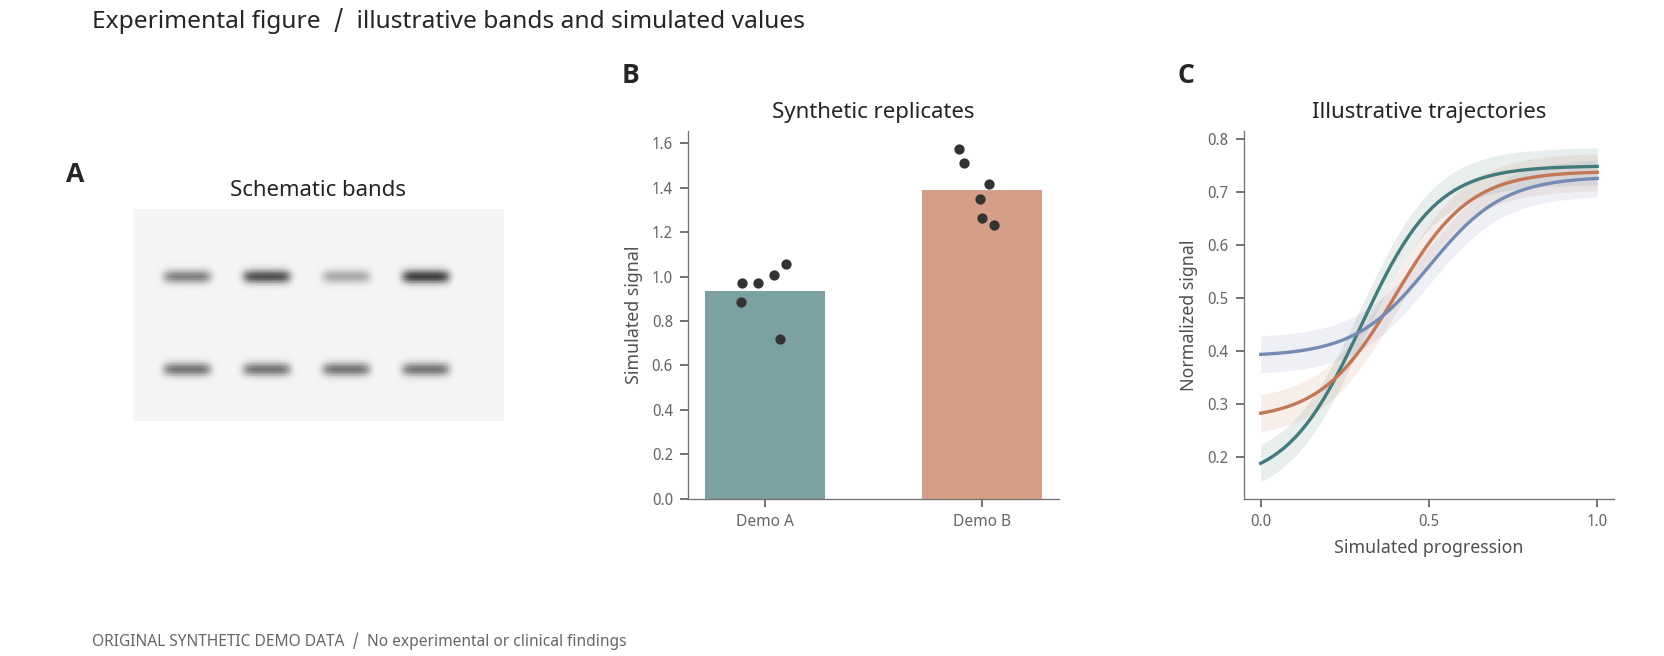 Experimental figure / illustrative bands and simulated values
A
Schematic bands
B
Synthetic replicates
Simulated signal
1.6
1.4
1.2
1.0
0.8
0.6
0.4
0.2
0.0
Demo A
Demo B
C
Illustrative trajectories
Normalized signal
0.8
0.7
0.6
0.5
0.4
0.3
0.2
0.0
0.5
1.0
Simulated progression
ORIGINAL SYNTHETIC DEMO DATA / No experimental or clinical findings